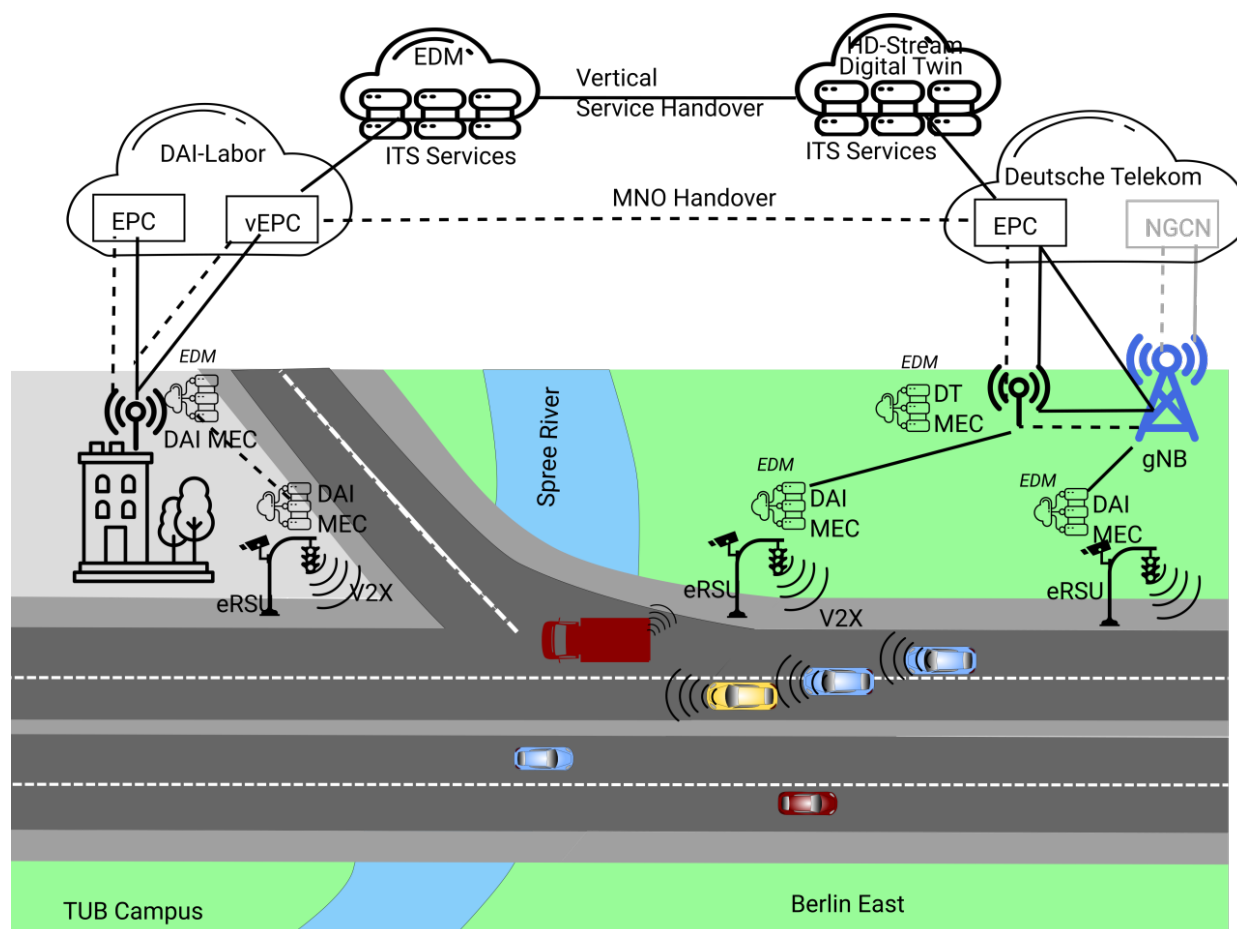 EDM
ITS Services
Vertical
Service Handover
HD-Stream
Digital Twin
ITS Services
DAI-Labor
EPC
vEPC
MNO Handover
Deutsche Telekom
EPC
NGCN
EDM
DAI MEC
DAI
MEC
eRSU
V2X
Spree River
EDM
DT
MEC
gNB
EDM
DAI
MEC
eRSU
V2X
EDM
DAI
MEC
eRSU
TUB Campus
Berlin East